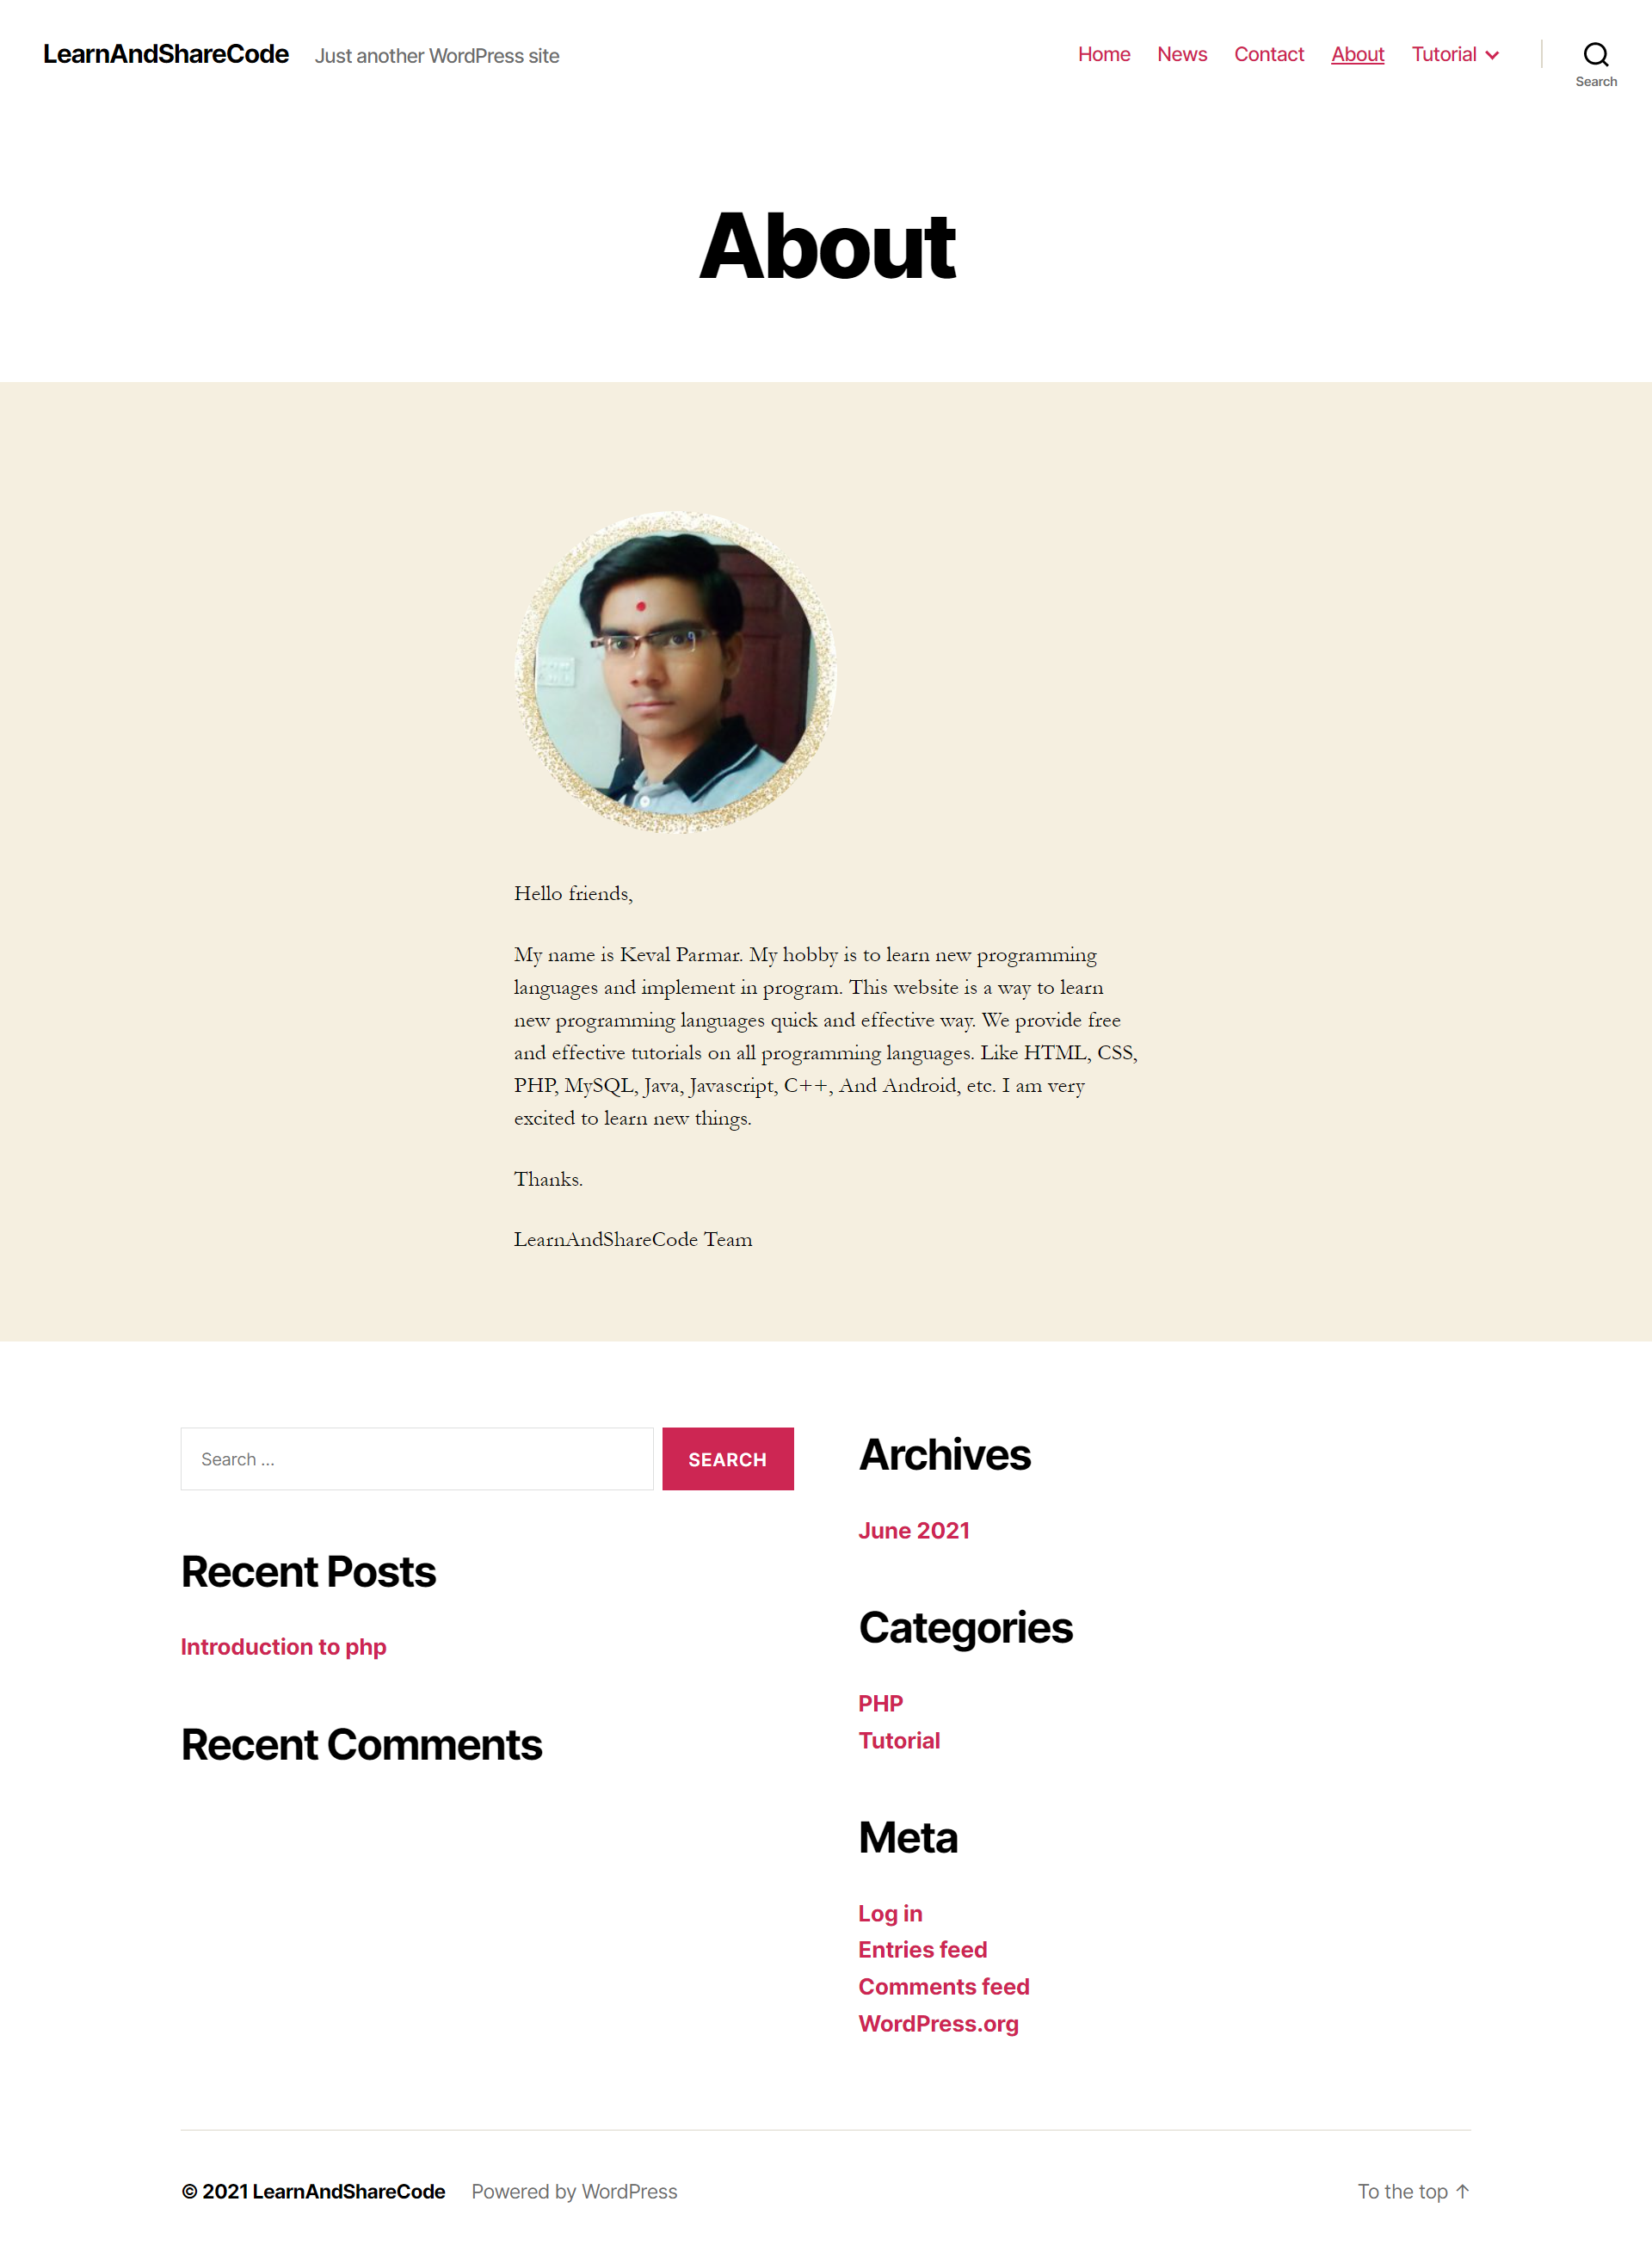 LearnAndShareCode Just another WordPress site Home News Contact About Tutorial
Search
About
Hello friends,
My name is Keval Parmar. My hobby is to learn new programming
languages and implement in program. This website is a way to learn
new programming languages quick and effective way. We provide free
and effective tutorials on all programming languages. Like HTML, CSS,
PHP, MySQL, Java, Javascript, C++, And Android, etc. I am very
excited to learn new things.
Thanks.
LearnAndShareCode Team
Search …
SEARCH
Recent Posts
Introduction to php
Recent Comments
Archives
June 2021
Categories
PHP
Tutorial
Meta
Log in
Entries feed
Comments feed
WordPress.org
© 2021 LearnAndShareCode Powered by WordPress To the top ↑